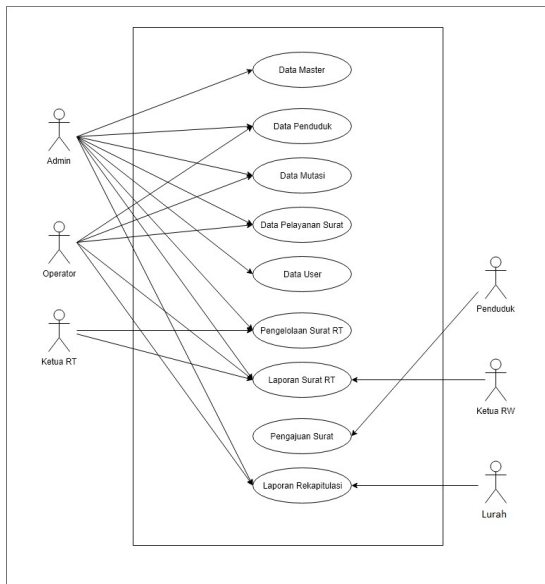 Data Master
Data Penduduk
Admin
Data Mutasi
Data Pelayanan Surat
Operator
Data User
Penduduk
Pengelolaan Surat RT
Ketua RT
Laporan Surat RT
Ketua RW
Pengajuan Surat
Laporan Rekapitulasi
Lurah